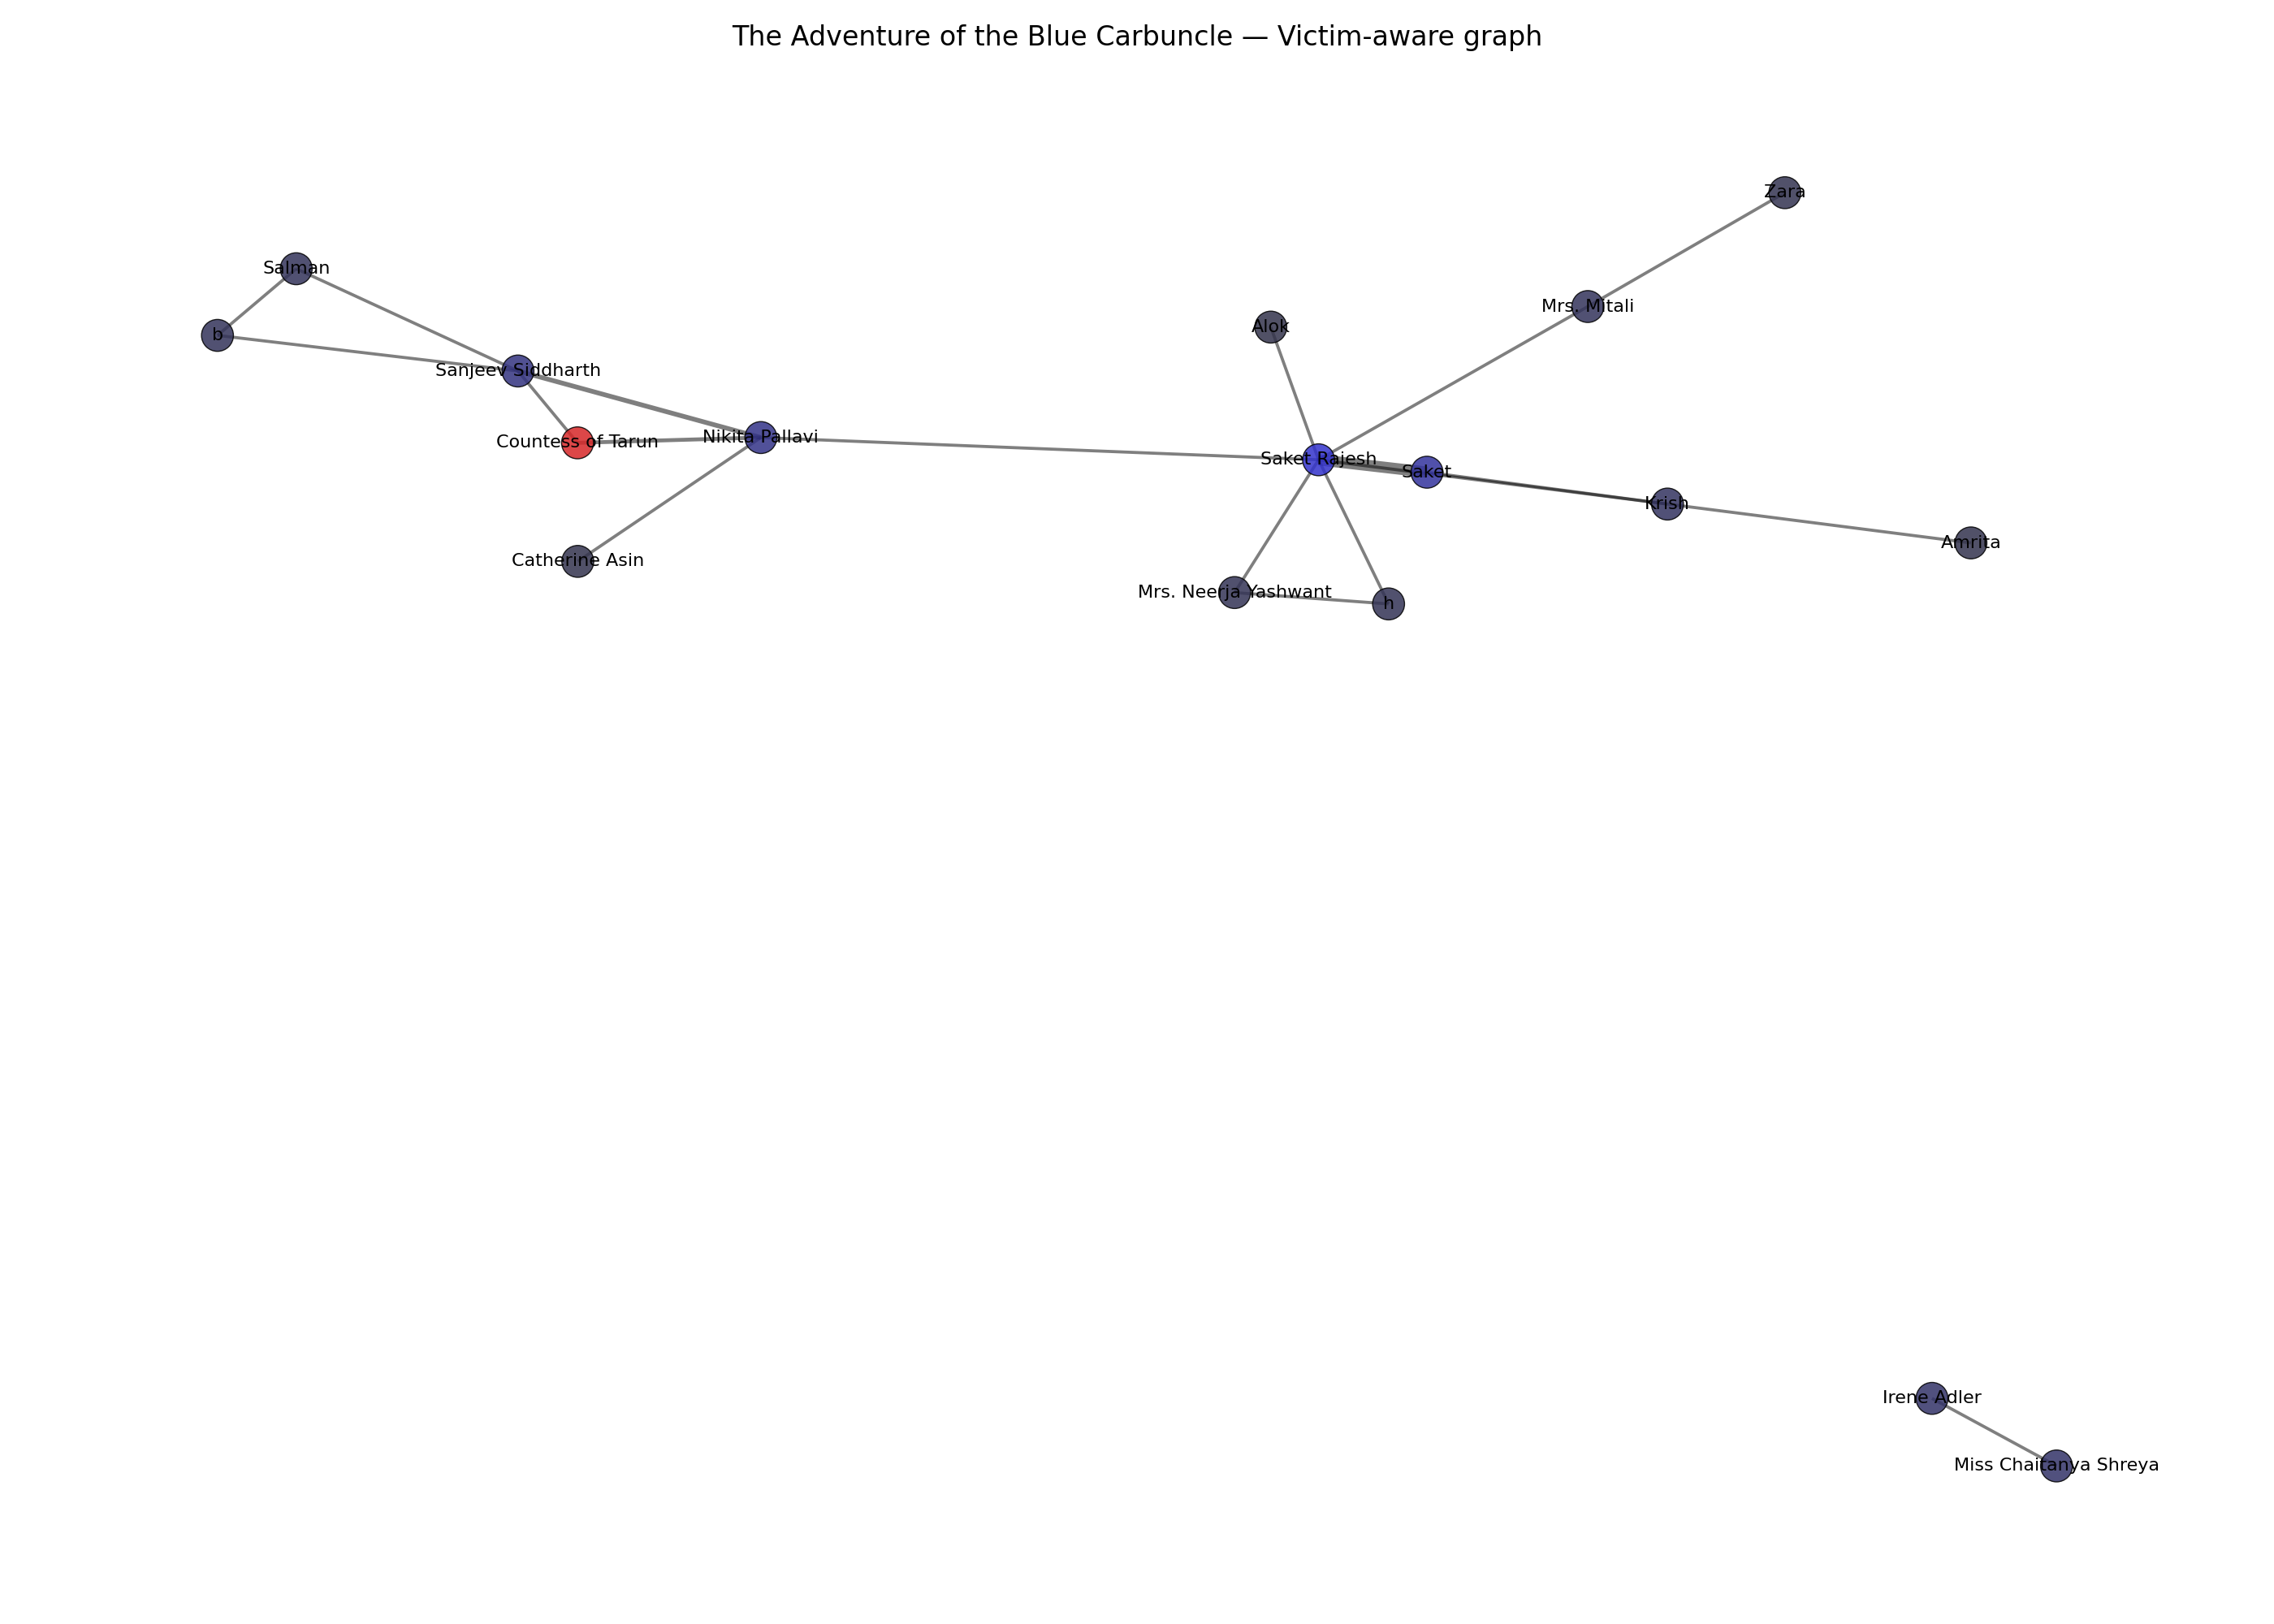 The Adventure of the Blue Carbuncle — Victim-aware graph
Zara
Salman
Mrs. Mitali
Alok
b
Sanjeev Siddharth
Countess of Tarun
Nikita Pallavi
Saket Rajesh
Saket
Krish
Amrita
Catherine Asin
Mrs. Neerja Yashwant
h
Irene Adler
Miss Chaitanya Shreya